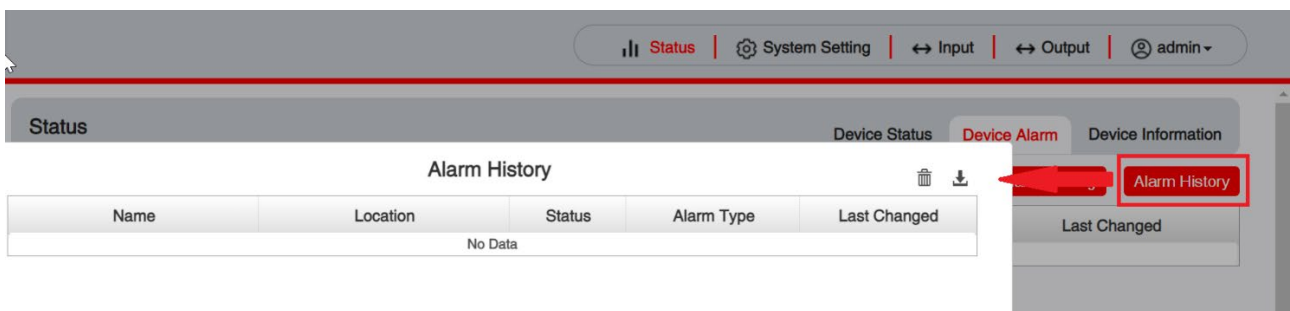 Status System Setting Input Output admin
Status Device Status Device Alarm Device Information
Alarm History Alarm History
Name Location Status Alarm Type Last Changed Last Changed
No Data